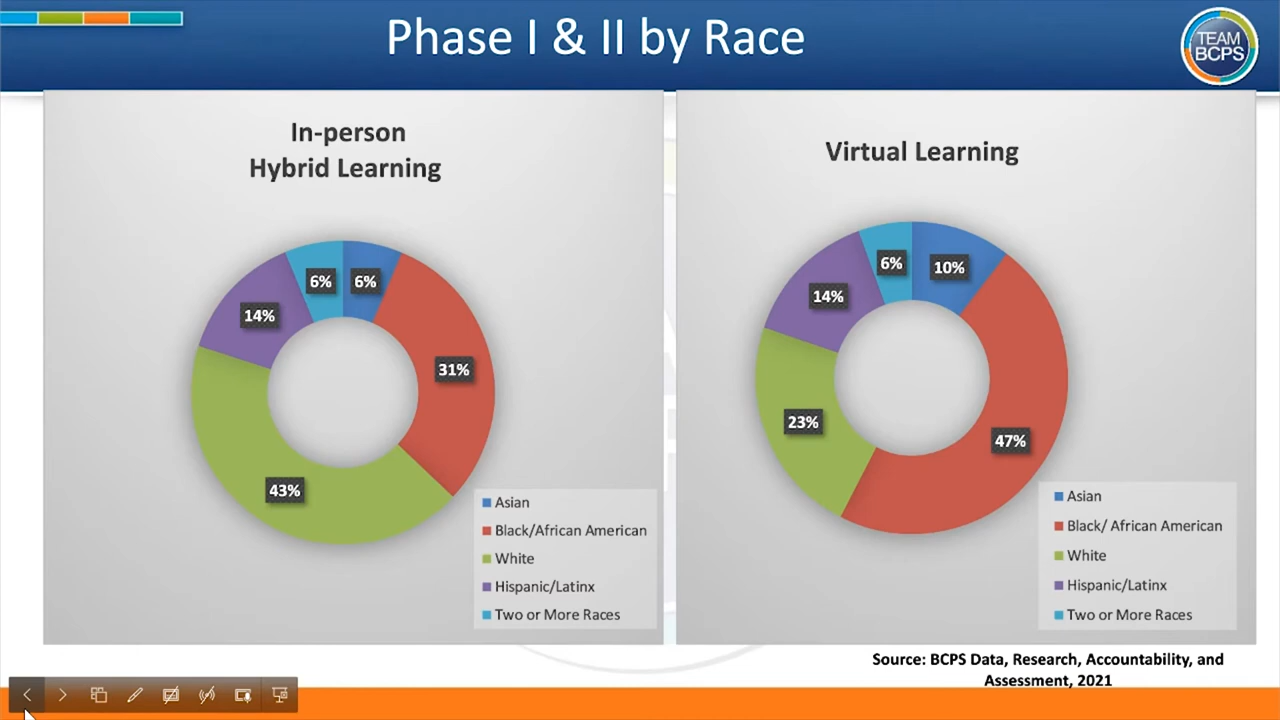 Phase I & II by Race
TEAM
BCPS
In-person
Hybrid Learning
6%
6%
14%
31%
43%
Asian
Black/African American
White
Hispanic/Latinx
Two or More Races
Virtual Learning
6%
10%
14%
23%
47%
Asian
Black/ African American
White
Hispanic/Latinx
Two or More Races
Source: BCPS Data, Research, Accountability, and
Assessment, 2021